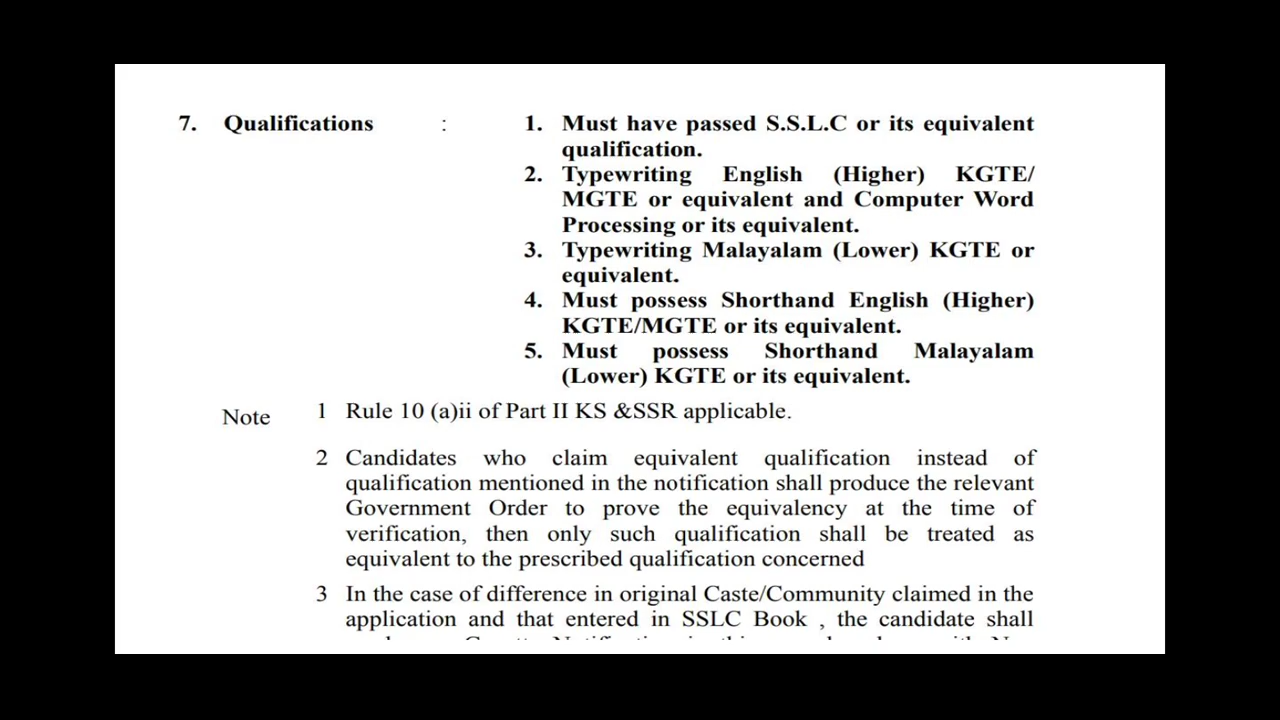 7. Qualifications : 1. Must have passed S.S.L.C or its equivalent
qualification.
2. Typewriting English (Higher) KGTE/
MGTE or equivalent and Computer Word
Processing or its equivalent.
3. Typewriting Malayalam (Lower) KGTE or
equivalent.
4. Must possess Shorthand English (Higher)
KGTE/MGTE or its equivalent.
5. Must possess Shorthand Malayalam
(Lower) KGTE or its equivalent.
Note 1 Rule 10 (a)ii of Part II KS &SSR applicable.
2 Candidates who claim equivalent qualification instead of
qualification mentioned in the notification shall produce the relevant
Government Order to prove the equivalency at the time of
verification, then only such qualification shall be treated as
equivalent to the prescribed qualification concerned
3 In the case of difference in original Caste/Community claimed in the
application and that entered in SSLC Book , the candidate shall